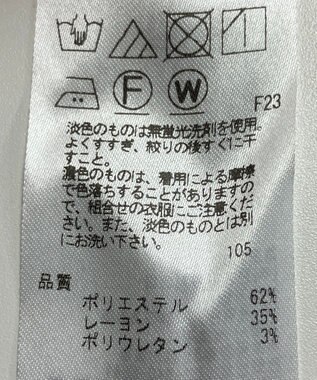 F
W
F23
淡色のものは無蛍光洗剤を使用。
よくすすぎ、絞りの後すぐに干
すこと。
濃色のものは、着用による摩擦
で色落ちすることがありますの
で、組合せの衣服にご注意くだ
さい。また、淡色のものとは別
にお洗い下さい。
105
品質
ポリエステル 62%
レーヨン 35%
ポリウレタン 3%